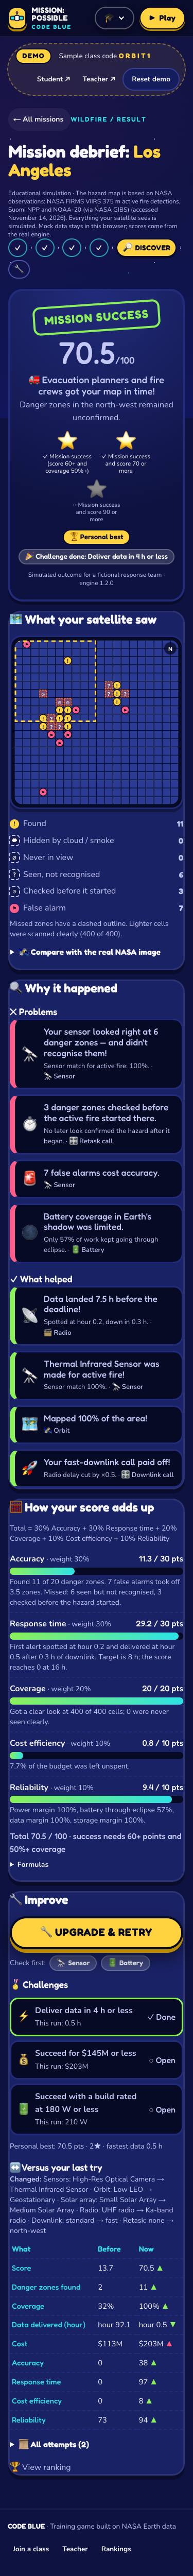 MISSION: POSSIBLE
CODE BLUE
Play
DEMO Sample class code ORBIT1
Student ↗ Teacher ↗ Reset demo
← All missions WILDFIRE / RESULT
Mission debrief: Los
Angeles
Educational simulation · The hazard map is based on NASA
observations: NASA FIRMS VIIRS 375 m active fire detections,
Suomi NPP and NOAA-20 (via NASA GIBS) (accessed
November 14, 2026). Everything your satellite sees is
simulated. Mock data stays in this browser; scores come from
the real engine.
DISCOVER
MISSION SUCCESS
70.5/100
🚒 Evacuation planners and fire
crews got your map in time!
Danger zones in the north-west remained
unconfirmed.
✓ Mission success
(score 60+ and
coverage 50%+)
✓ Mission success
and score 70 or
more
○ Mission success
and score 90 or
more
🏆 Personal best
🎉 Challenge done: Deliver data in 4 h or less
Simulated outcome for a fictional response team ·
engine 1.2.0
🗺️ What your satellite saw
N
Found 11
Hidden by cloud / smoke 0
Never in view 0
Seen, not recognised 6
Checked before it started 3
False alarm 7
Missed zones have a dashed outline. Lighter cells
were scanned clearly (400 of 400).
▶ 🛰️ Compare with the real NASA image
🔍 Why it happened
✕ Problems
Your sensor looked right at 6
danger zones — and didn't
recognise them!
Sensor match for active fire: 100%. ·
🔭 Sensor
3 danger zones checked before
the active fire started there.
No later look confirmed the hazard after it
began. · 🎛️ Retask call
7 false alarms cost accuracy.
🔭 Sensor
Battery coverage in Earth's
shadow was limited.
Only 57% of work kept going through
eclipse. · 🔋 Battery
✓ What helped
Data landed 7.5 h before the
deadline!
Spotted at hour 0.2, down in 0.3 h. ·
📻 Radio
Thermal Infrared Sensor was
made for active fire!
Sensor match 100%. · 🔭 Sensor
Mapped 100% of the area!
🛰️ Orbit
Your fast-downlink call paid off!
Radio delay cut by ×0.5. · 🎛️ Downlink call
🧮 How your score adds up
Total = 30% Accuracy + 30% Response time + 20%
Coverage + 10% Cost efficiency + 10% Reliability
Accuracy · weight 30% 11.3 / 30 pts
Found 11 of 20 danger zones. 7 false alarms took off
3.5 zones. Missed: 6 seen but not recognised, 3
checked before the hazard started.
Response time · weight 30% 29.2 / 30 pts
First alert spotted at hour 0.2 and delivered at hour
0.5 after hour 0.3 of orbit. Target is 8 h; the score
reaches 0 at 16 h.
Coverage · weight 20% 20 / 20 pts
Got a clear look at 400 of 400 cells; 0 were never
seen clearly.
Cost efficiency · weight 10% 0.8 / 10 pts
7.7% of the budget was left unspent.
Reliability · weight 10% 9.4 / 10 pts
Power margin 100%, battery through eclipse 57%,
data margin 100%, storage margin 100%.
Total 70.5 / 100 · success needs 60+ points and
50%+ coverage
▶ Formulas
🔧 Improve
🔧 UPGRADE & RETRY
Check first: 🔭 Sensor 🔋 Battery
🏅 Challenges
Deliver data in 4 h or less
This run: 0.5 h
✓ Done
Succeed for $145M or less
This run: $203M
○ Open
Succeed with a build rated
at 180 W or less
This run: 210 W
○ Open
Personal best: 70.5 pts · 2★ · fastest data 0.5 h
↔️ Versus your last try
Changed: Sensors: High-Res Optical Camera →
Thermal Infrared Sensor · Orbit: Low LEO →
Geostationary · Solar array: Small Solar Array →
Medium Solar Array · Radio: UHF radio → Ka-band
radio · Downlink: standard → fast · Retask: none →
north-west
What Before Now
Score 13.7 70.5 ▲
Danger zones found 2 11 ▲
Coverage 32% 100% ▲
Data delivered (hour) hour 92.1 hour 0.5 ▼
Cost $113M $203M ▲
Accuracy 0 38 ▲
Response time 0 97 ▲
Cost efficiency 0 8 ▲
Reliability 73 94 ▲
▶ 📜 All attempts (2)
🏆 View ranking
CODE BLUE · Training game built on NASA Earth data
Join a class Teacher Rankings